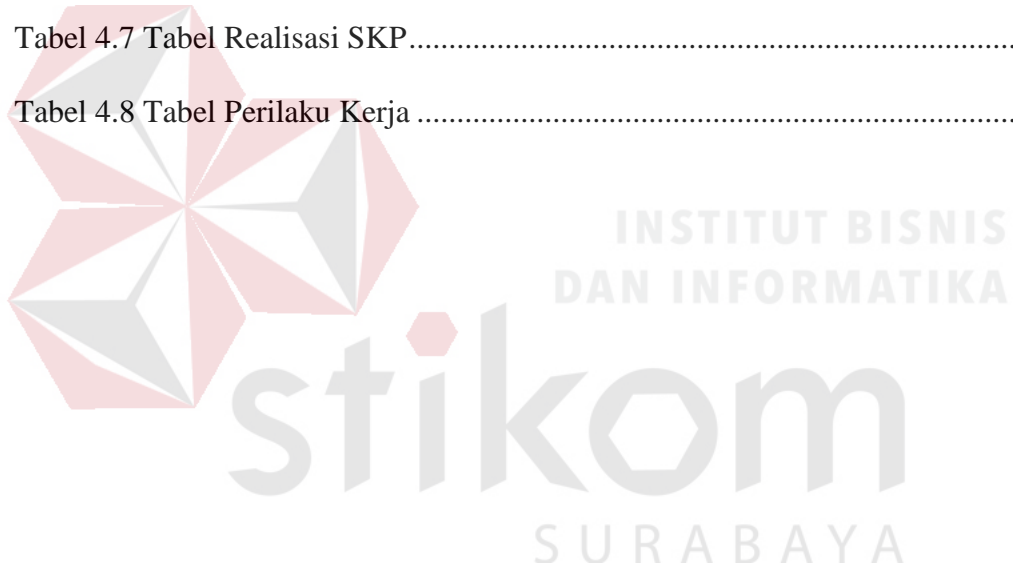 Tabel 4.7 Tabel Realisasi SKP..........................................................................
Tabel 4.8 Tabel Perilaku Kerja .........................................................................
INSTITUT BISNIS
DAN INFORMATIKA
stikom
SURABAYA